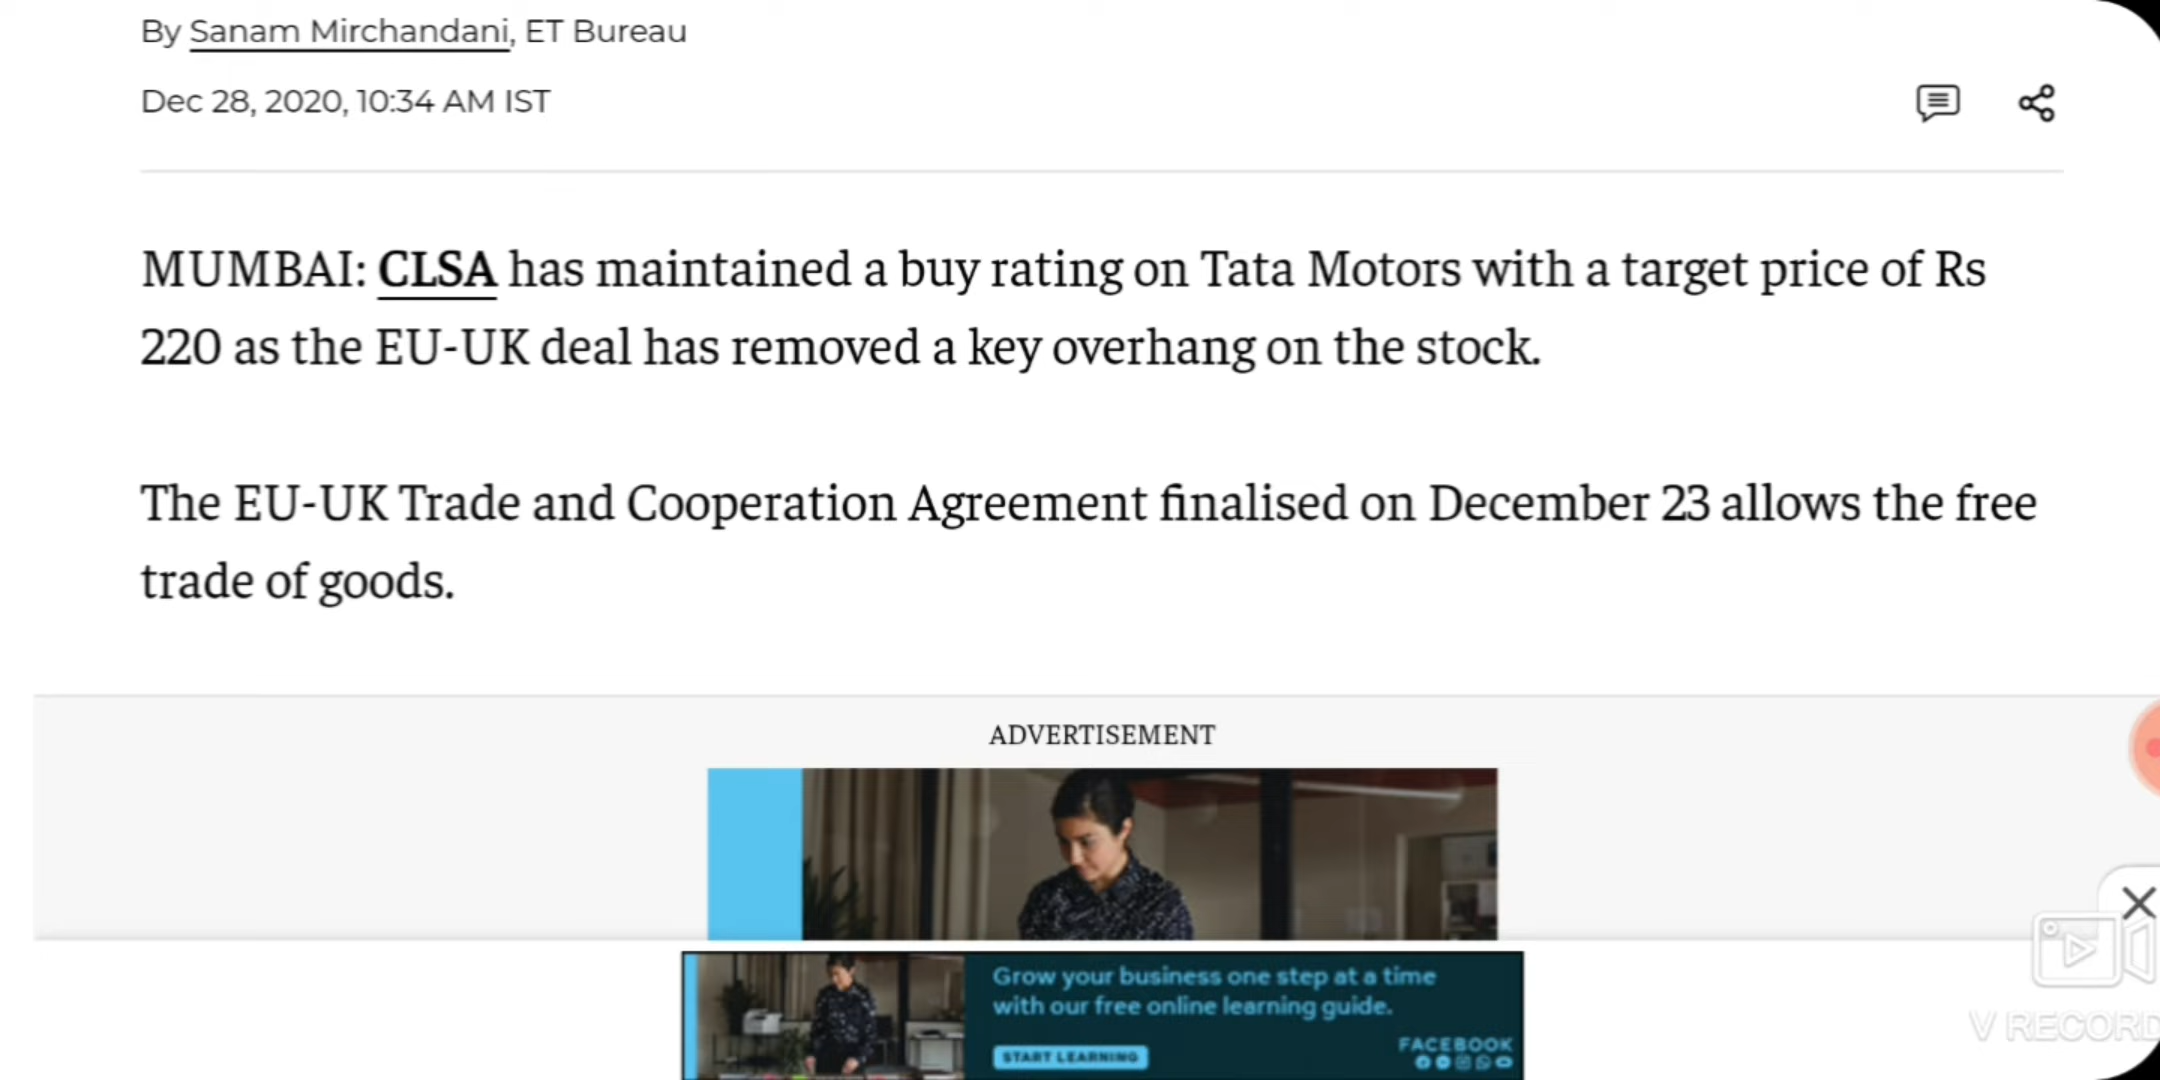 By Sanam Mirchandani, ET Bureau
Dec 28, 2020, 10:34 AM IST
MUMBAI: CLSA has maintained a buy rating on Tata Motors with a target price of Rs
220 as the EU-UK deal has removed a key overhang on the stock.
The EU-UK Trade and Cooperation Agreement finalised on December 23 allows the free
trade of goods.
ADVERTISEMENT
Grow your business one step at a time
with our free online learning guide.
START LEARNING
FACEBOOK
V RECORD